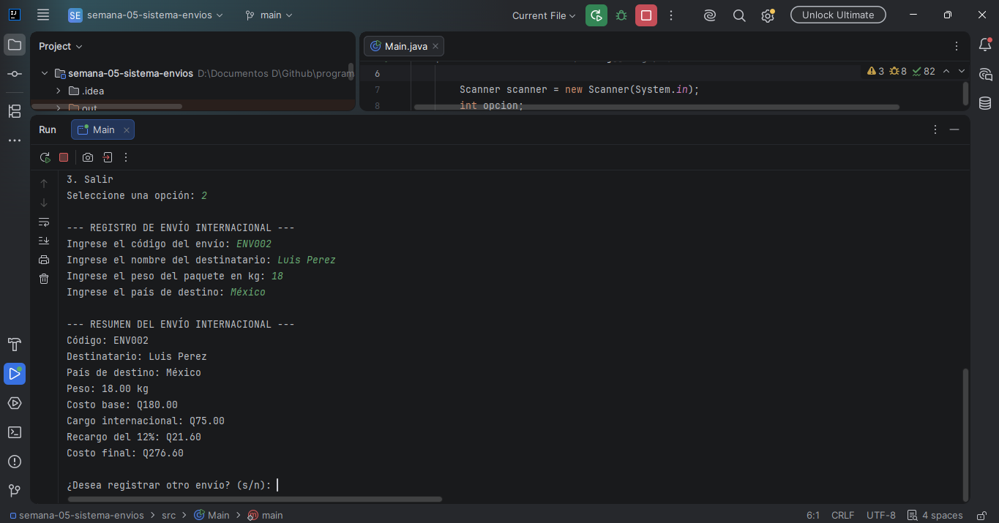 SE semana-05-sistema-envios main Current File Unlock Ultimate
Project
Main.java
semana-05-sistema-envios D:\Documentos D\Github\program
.idea
out
6
3 8 82
7 Scanner scanner = new Scanner(System.in);
8 int opcion;
Run Main
3. Salir
Seleccione una opción: 2
--- REGISTRO DE ENVÍO INTERNACIONAL ---
Ingrese el código del envío: ENV002
Ingrese el nombre del destinatario: Luis Perez
Ingrese el peso del paquete en kg: 18
Ingrese el país de destino: México
--- RESUMEN DEL ENVÍO INTERNACIONAL ---
Código: ENV002
Destinatario: Luis Perez
País de destino: México
Peso: 18.00 kg
Costo base: Q180.00
Cargo internacional: Q75.00
Recargo del 12%: Q21.60
Costo final: Q276.60
¿Desea registrar otro envío? (s/n):
semana-05-sistema-envios > src > Main > main 6:1 CRLF UTF-8 4 spaces